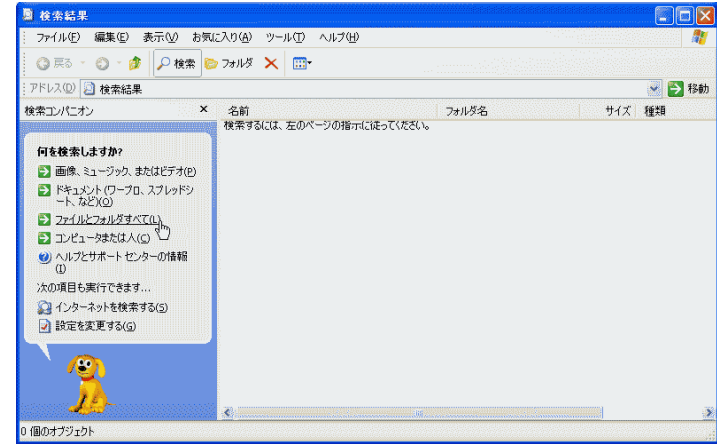 検索結果
ファイル(F) 編集(E) 表示(V) お気に入り(A) ツール(T) ヘルプ(H)
戻る 検索 フォルダ
アドレス(D) 検索結果 移動
検索コンパニオン
名前 フォルダ名 サイズ 種類
検索するには、左のページの指示に従ってください。
何を検索しますか?
画像、ミュージック、またはビデオ(P)
ドキュメント (ワープロ、スプレッドシ
ート、など)(O)
ファイルとフォルダすべて(L)
コンピュータまたは人(C)
ヘルプとサポート センターの情報
(I)
次の項目も実行できます...
インターネットを検索する(S)
設定を変更する(G)
0 個のオブジェクト